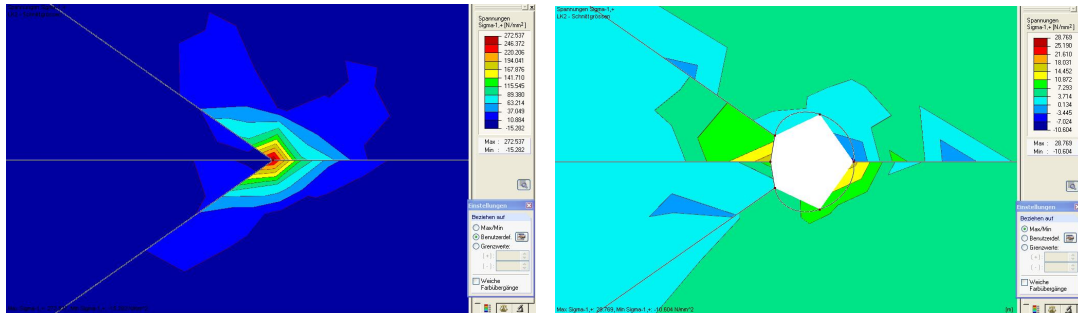 Spannungen
Sigma-1,+ [N/mm²]
272.537
246.372
220.206
194.041
167.876
141.710
115.545
89.380
63.214
37.049
10.884
-15.282
Max : 272.537
Min : -15.282
Einstellungen
Beziehen auf
Max/Min
Benutzerdef.
Grenzwerte:
(+)
(-)
Weiche
Farbübergänge
Spannungen Sigma-1,+
LK2 - Schnittgrössen
Spannungen
Sigma-1,+ [N/mm²]
28.769
25.190
21.610
18.031
14.452
10.872
7.293
3.714
0.134
-3.445
-7.024
-10.604
Max : 28.769
Min : -10.604
Einstellungen
Beziehen auf
Max/Min
Benutzerdef.
Grenzwerte:
(+)
(-)
Weiche
Farbübergänge
Max Sigma-1,+: 28.769, Min Sigma-1,+: -10.604 N/mm^2
[m]